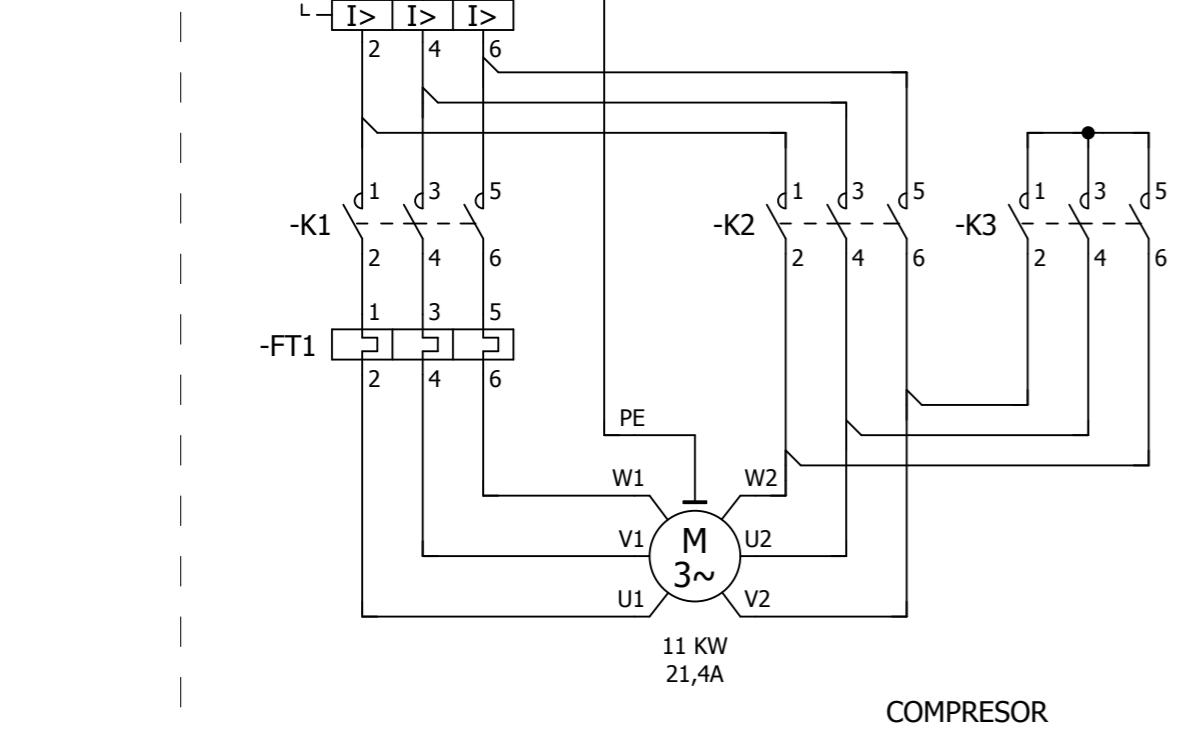 I> I> I>
2 4 6
1 3 5 1 3 5 1 3 5
-K1 -K2 -K3
2 4 6 2 4 6 2 4 6
1 3 5
-FT1
2 4 6
PE
W1 W2
V1 M U2
3~
U1 V2
11 KW
21,4A
COMPRESOR